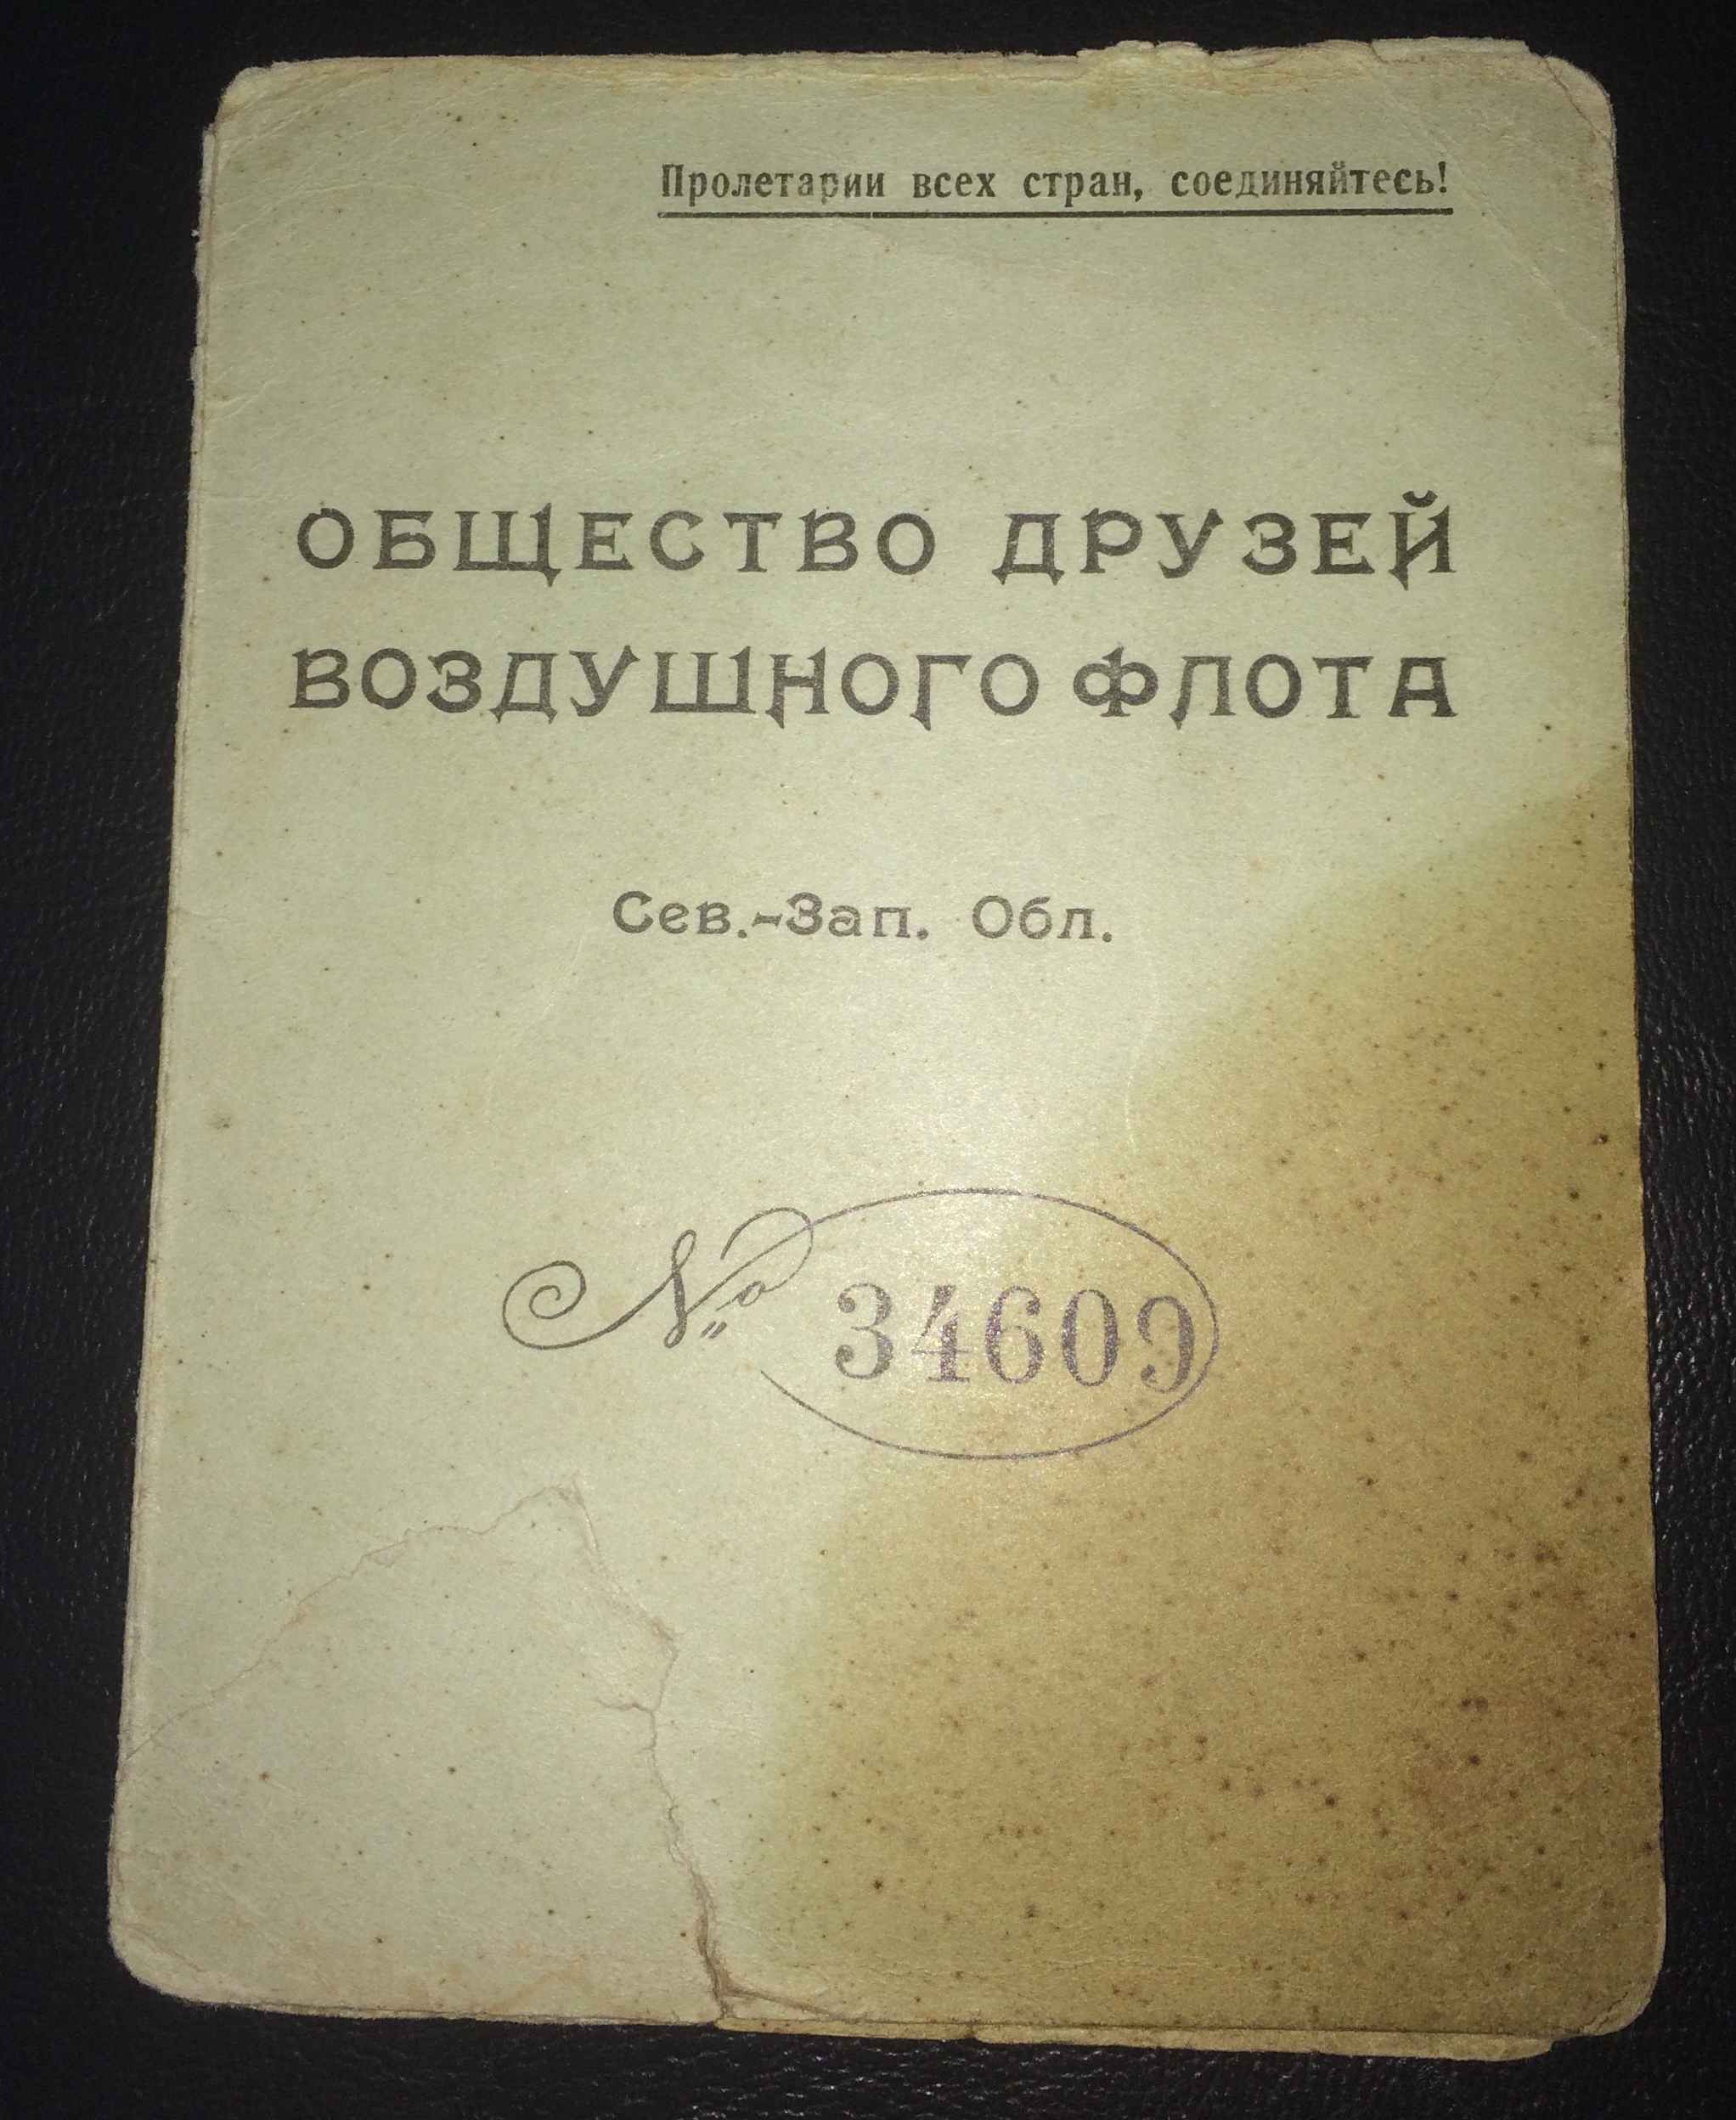 Пролетарии всех стран, соединяйтесь!
ОБЩЕСТВО ДРУЗЕЙ
ВОЗДУШНОГО ФЛОТА
Сев.-Зап. Обл.
№ 34609